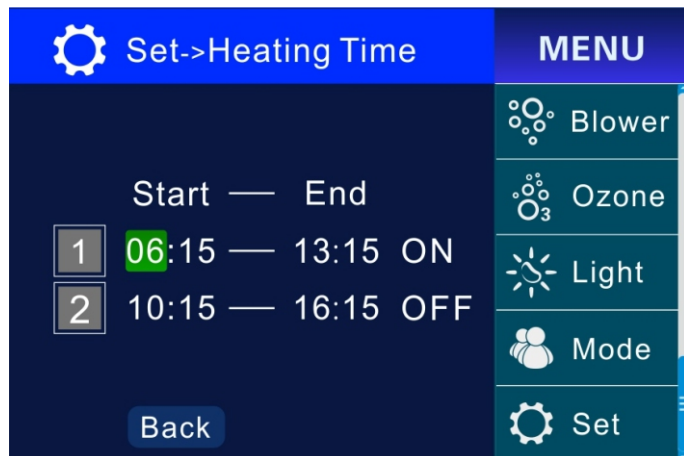 Set->Heating Time
Start — End
1 06:15 — 13:15 ON
2 10:15 — 16:15 OFF
Back
MENU
Blower
O3 Ozone
Light
Mode
Set